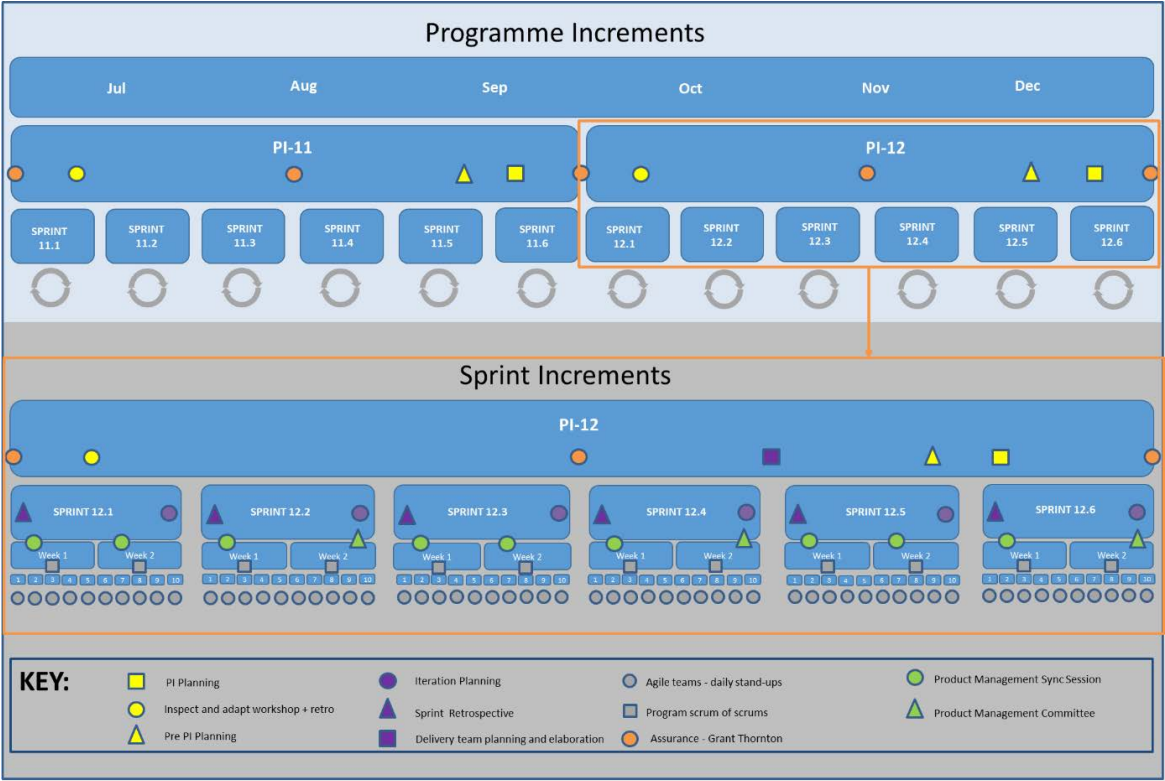 Programme Increments
Jul Aug Sep Oct Nov Dec
PI-11 PI-12
SPRINT 11.1
SPRINT 11.2
SPRINT 11.3
SPRINT 11.4
SPRINT 11.5
SPRINT 11.6
SPRINT 12.1
SPRINT 12.2
SPRINT 12.3
SPRINT 12.4
SPRINT 12.5
SPRINT 12.6
Sprint Increments
PI-12
SPRINT 12.1
SPRINT 12.2
SPRINT 12.3
SPRINT 12.4
SPRINT 12.5
SPRINT 12.6
Week 1 Week 2
Week 1 Week 2
Week 1 Week 2
Week 1 Week 2
Week 1 Week 2
Week 1 Week 2
1 2 3 4 5 6 7 8 9 10
1 2 3 4 5 6 7 8 9 10
1 2 3 4 5 6 7 8 9 10
1 2 3 4 5 6 7 8 9 10
1 2 3 4 5 6 7 8 9 10
1 2 3 4 5 6 7 8 9 10
KEY:
PI Planning
Inspect and adapt workshop + retro
Pre PI Planning
Iteration Planning
Sprint Retrospective
Delivery team planning and elaboration
Agile teams - daily stand-ups
Program scrum of scrums
Assurance - Grant Thornton
Product Management Sync Session
Product Management Committee